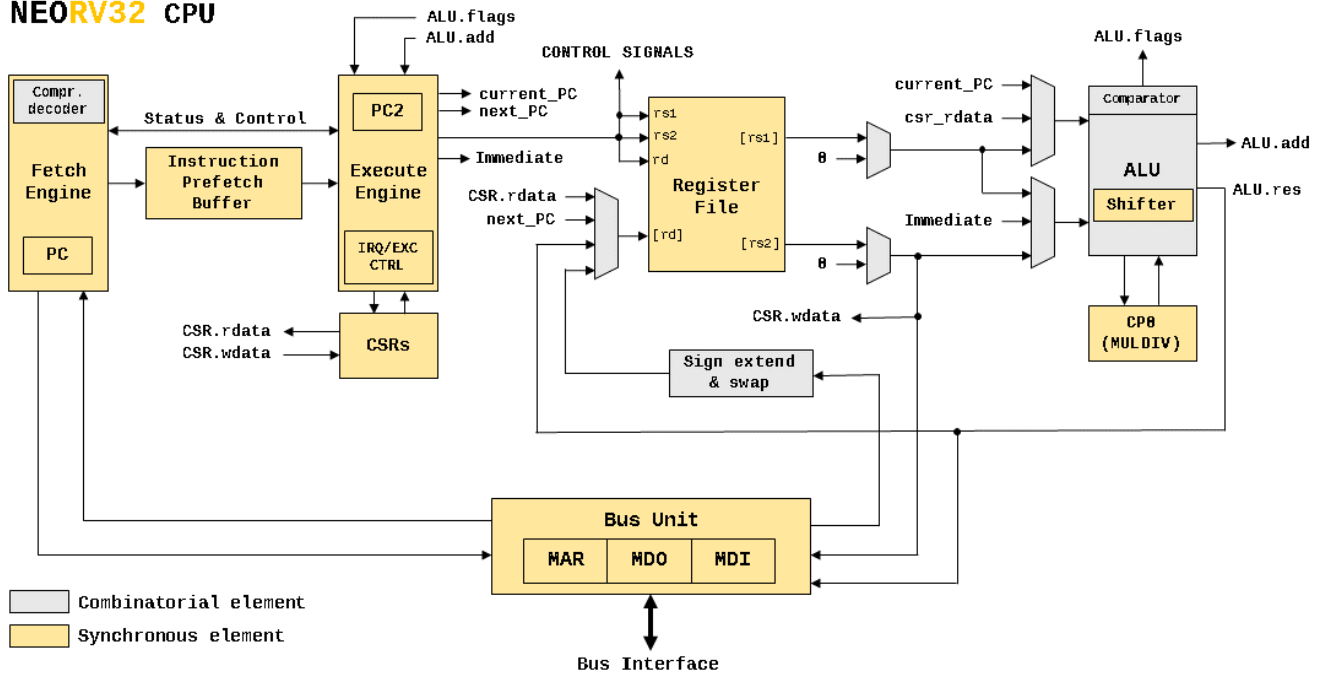 NEORV32 CPU
ALU.flags
ALU.add
CONTROL SIGNALS
ALU.flags
Compr.
decoder
Status & Control
Fetch
Engine
PC
Instruction
Prefetch
Buffer
PC2
Execute
Engine
IRQ/EXC
CTRL
current_PC
next_PC
Immediate
CSR.rdata
CSR.wdata
CSRs
rs1
rs2
rd
[rs1]
Register
File
[rd]
[rs2]
CSR.rdata
next_PC
0
0
CSR.wdata
current_PC
csr_rdata
Immediate
Comparator
ALU
Shifter
ALU.add
ALU.res
CP0
(MULDIV)
Sign extend
& swap
Bus Unit
MAR
MDO
MDI
Bus Interface
Combinatorial element
Synchronous element